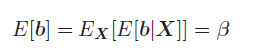 E[b] = E_X[E[b|X]] = β